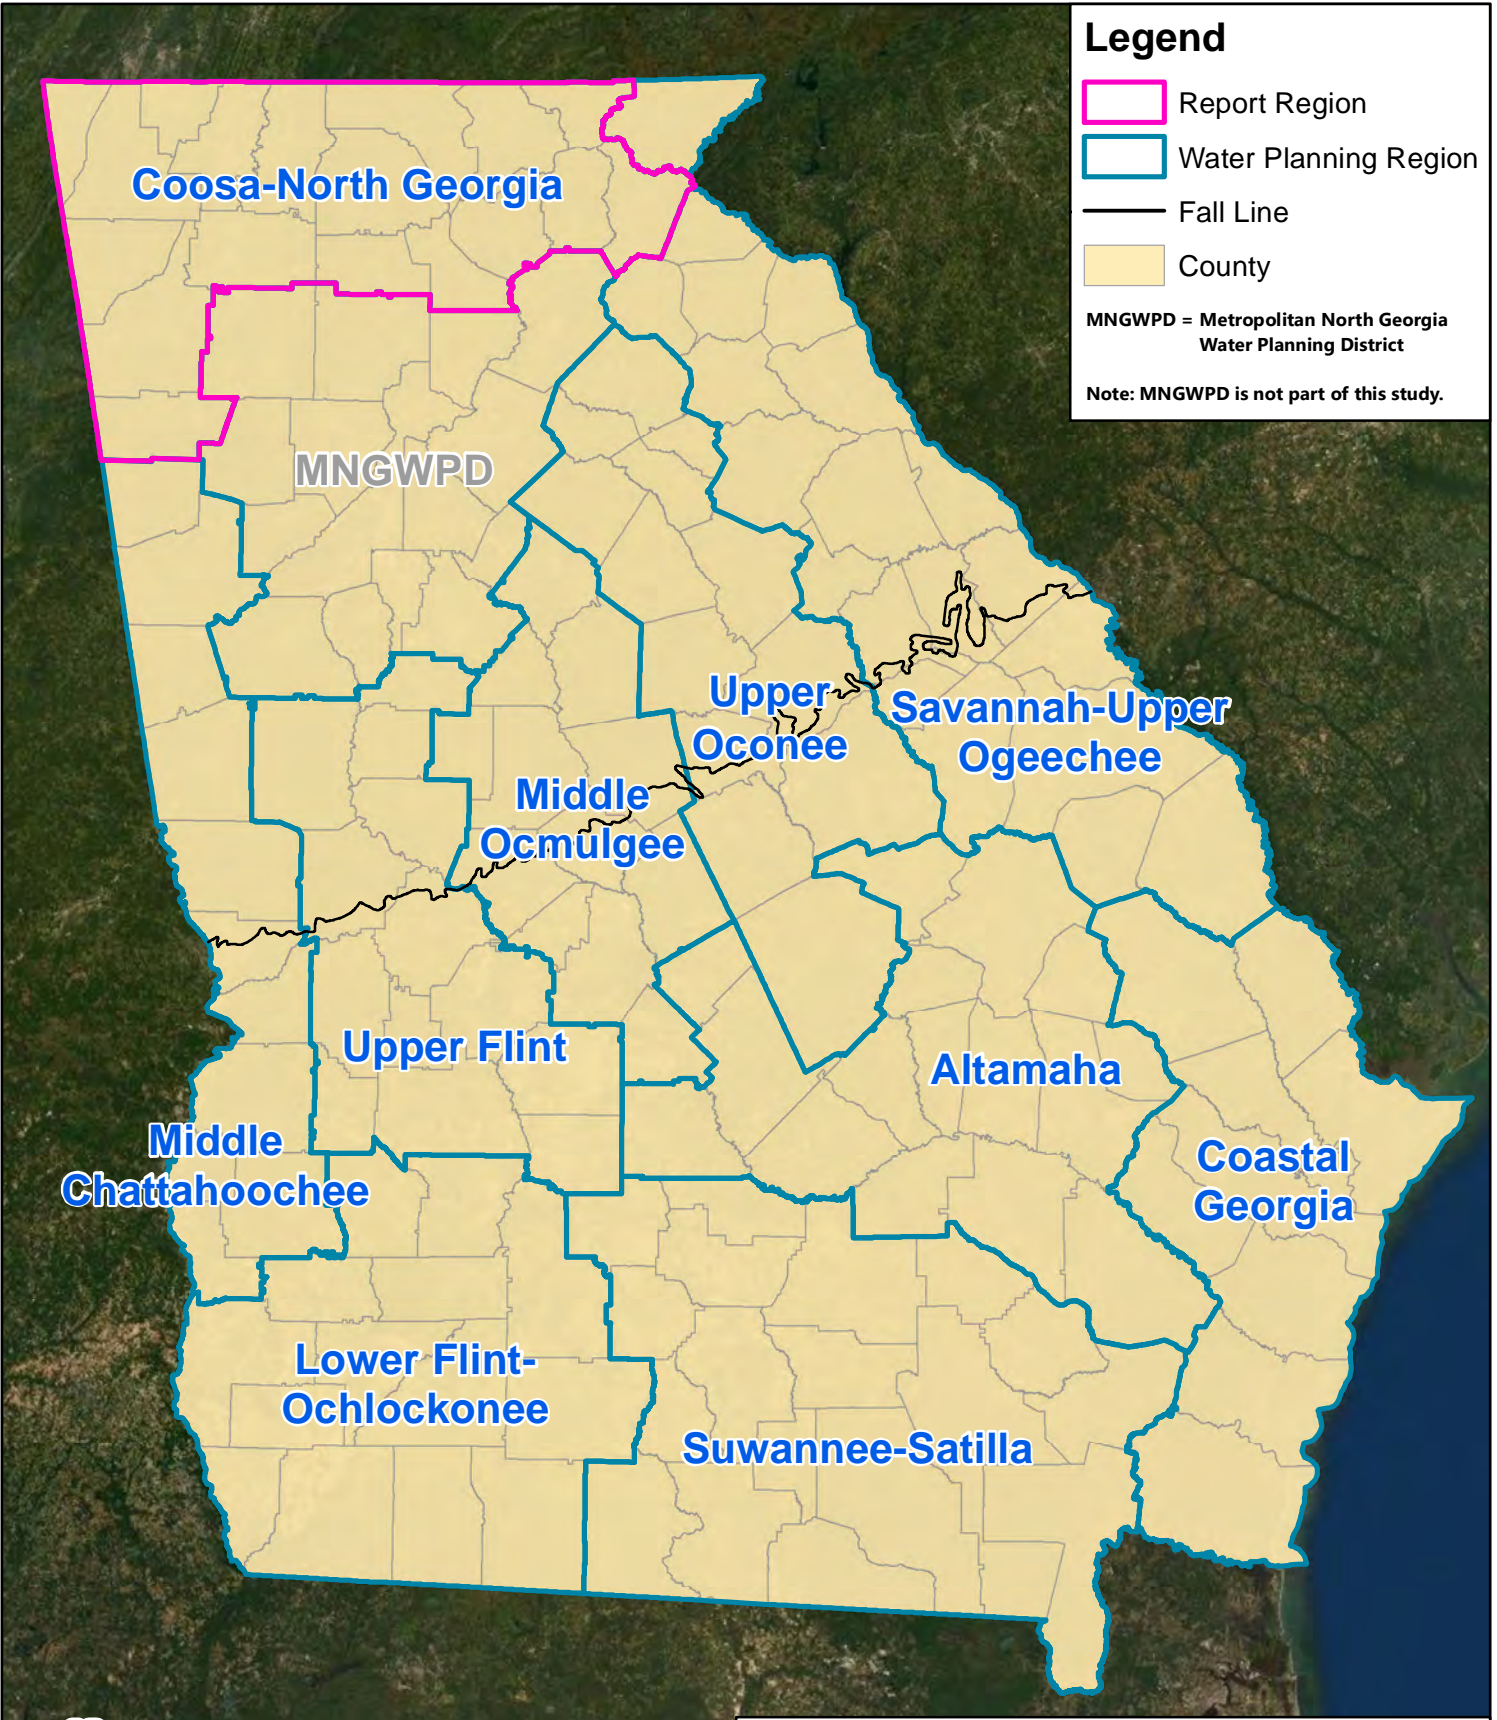 Legend
Report Region
Water Planning Region
Fall Line
County
MNGWPD = Metropolitan North Georgia
Water Planning District
Note: MNGWPD is not part of this study.
Coosa-North Georgia
MNGWPD
Upper
Oconee
Savannah-Upper
Ogeechee
Middle
Ocmulgee
Upper Flint
Altamaha
Middle
Chattahoochee
Coastal
Georgia
Lower Flint-
Ochlockonee
Suwannee-Satilla